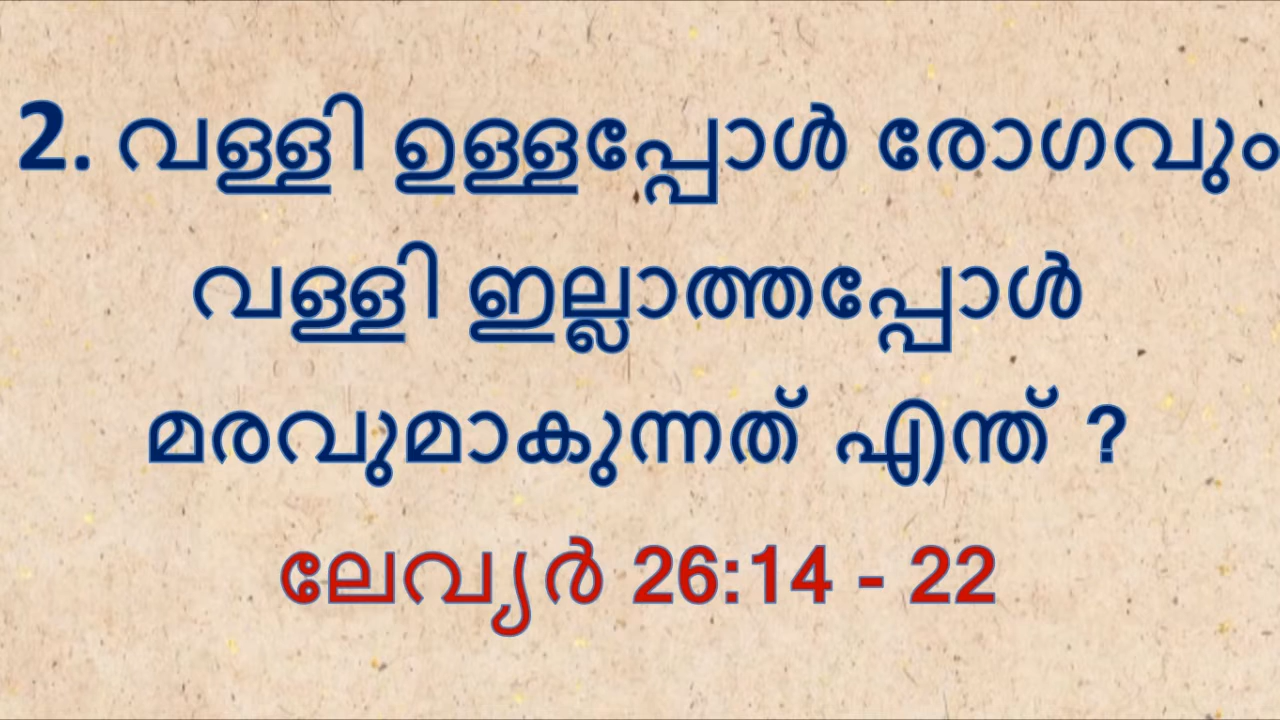 2. വള്ളി ഉള്ളപ്പോൾ രോഗവും
വള്ളി ഇല്ലാത്തപ്പോൾ
മരവുമാകുന്നത് എന്ത് ?
ലേവ്യർ 26:14 - 22